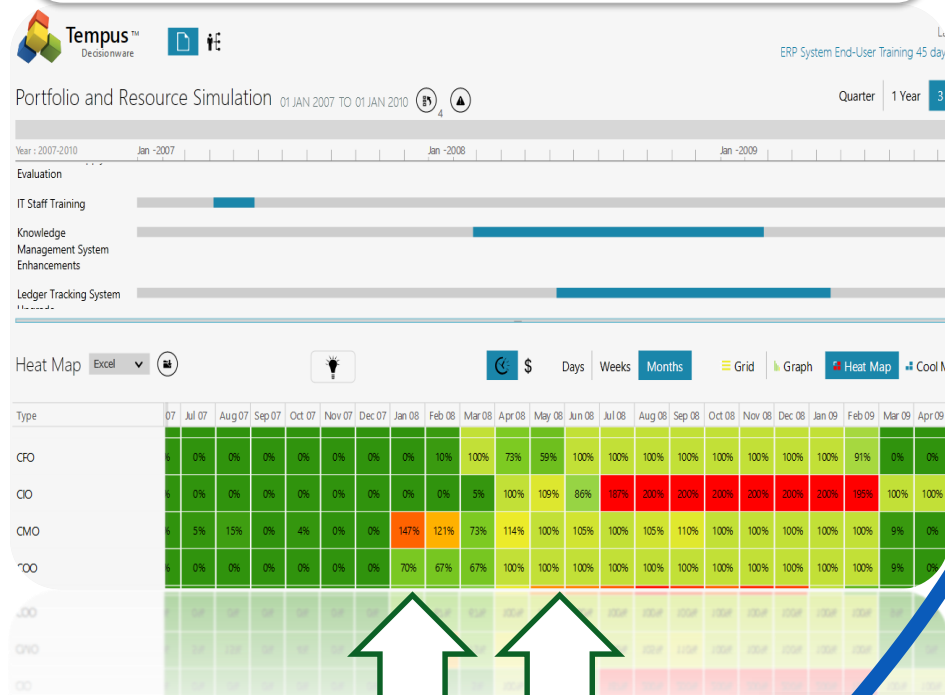 Tempus™
Decisionware
ERP System End-User Training 45 day
Portfolio and Resource Simulation 01 JAN 2007 TO 01 JAN 2010 4
Quarter 1 Year 3
Year : 2007-2010 Jan -2007 Jan -2008 Jan -2009
Evaluation
IT Staff Training
Knowledge
Management System
Enhancements
Ledger Tracking System
Heat Map Excel $ Days Weeks Months Grid Graph Heat Map Cool M
Type 07 Jul 07 Aug 07 Sep 07 Oct 07 Nov 07 Dec 07 Jan 08 Feb 08 Mar 08 Apr 08 May 08 Jun 08 Jul 08 Aug 08 Sep 08 Oct 08 Nov 08 Dec 08 Jan 09 Feb 09 Mar 09 Apr 09
CFO % 0% 0% 0% 0% 0% 0% 0% 10% 100% 73% 59% 100% 100% 100% 100% 100% 100% 100% 100% 91% 0% 0%
CIO % 0% 0% 0% 0% 0% 0% 0% 0% 5% 100% 109% 86% 187% 200% 200% 200% 200% 200% 200% 195% 100% 100%
CMO % 5% 15% 0% 4% 0% 0% 147% 121% 73% 114% 100% 105% 100% 105% 110% 100% 100% 100% 100% 100% 9% 0%
COO % 0% 0% 0% 0% 0% 0% 70% 67% 67% 100% 100% 100% 100% 100% 100% 100% 100% 100% 100% 100% 9% 0%